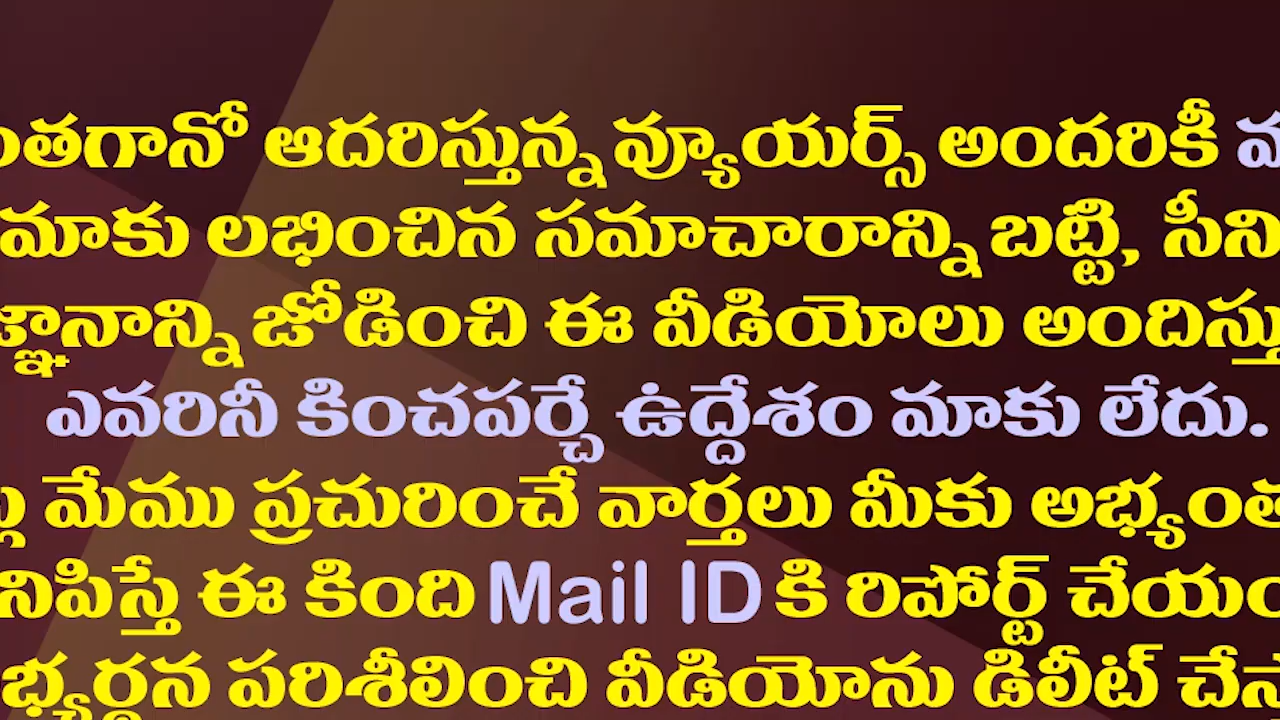 ంతగానో ఆదరిస్తున్న వ్యూయర్స్ అందరికీ
మాకు లభించిన సమాచారాన్ని బట్టి, సీని
జ్ఞానాన్ని జోడించి ఈ వీడియోలు అందిస్తు
ఎవరినీ కించపర్చే ఉద్దేశం మాకు లేదు.
మేము ప్రచురించే వార్తలు మీకు అభ్యంత
నిపిస్తే ఈ కింది Mail ID కి రిపోర్ట్ చేయం
భ్యర్ధన పరిశీలించి వీడియోను డిలీట్ చేస